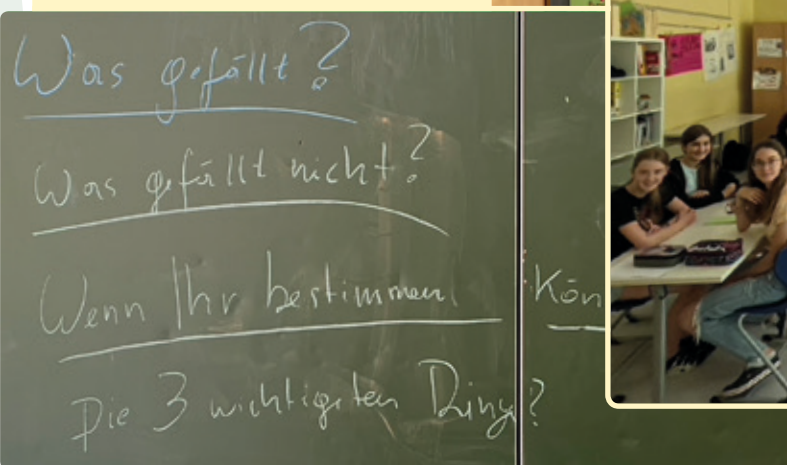 Was gefällt?
Was gefällt nicht?
Wenn Ihr bestimmen Kön
Die 3 wichtigsten Dinge?